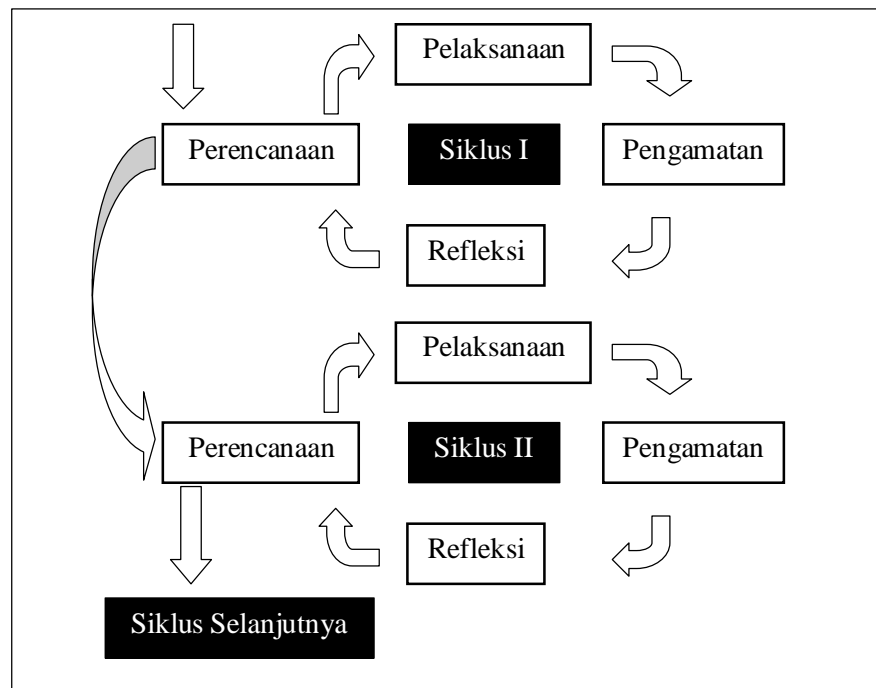 Pelaksanaan
Perencanaan
Siklus I
Pengamatan
Refleksi
Pelaksanaan
Perencanaan
Siklus II
Pengamatan
Refleksi
Siklus Selanjutnya